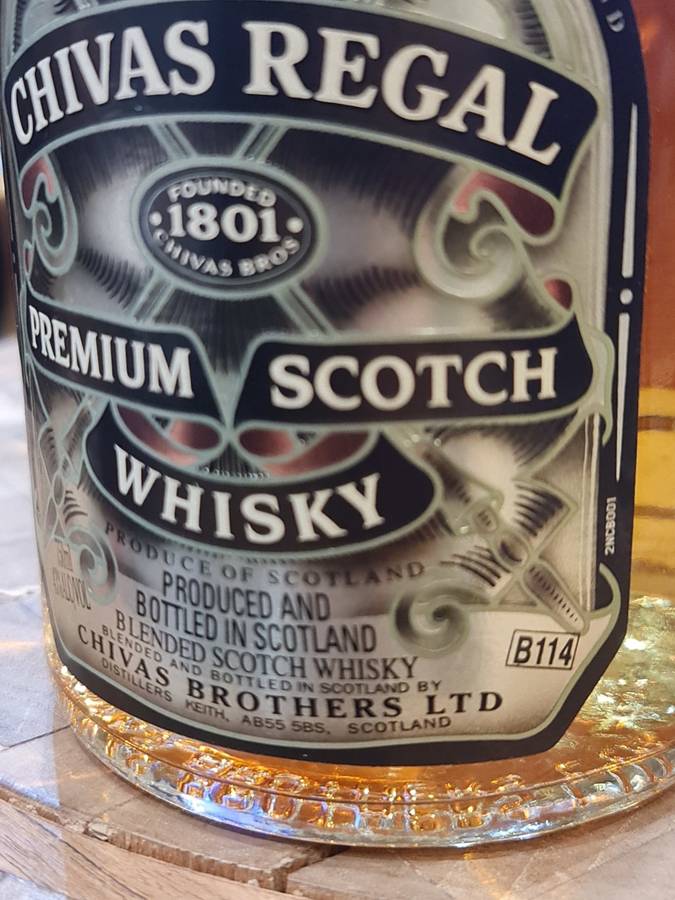 CHIVAS REGAL
FOUNDED
1801
CHIVAS BROS
PREMIUM SCOTCH
WHISKY
PRODUCE OF SCOTLAND
PRODUCED AND
BOTTLED IN SCOTLAND
BLENDED SCOTCH WHISKY
BLENDED AND BOTTLED IN SCOTLAND BY
CHIVAS BROTHERS LTD
DISTILLERS KEITH, AB55 5BS, SCOTLAND
B114
2NCB001